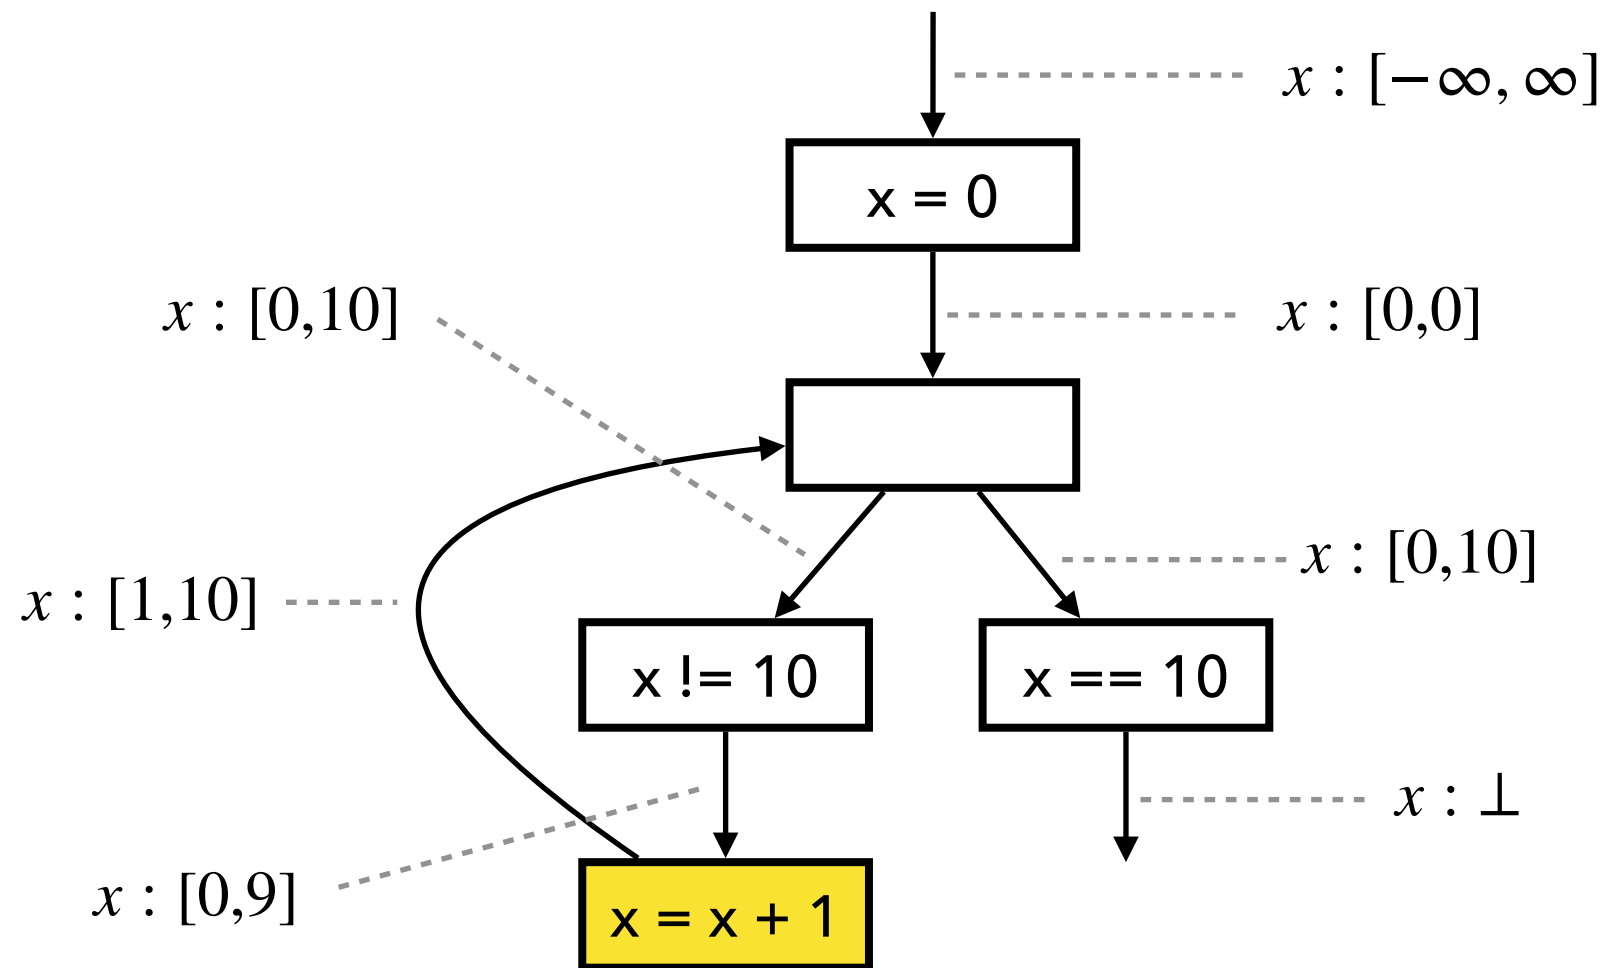 x : [−∞, ∞]
x = 0
x : [0,10]
x : [0,0]
x : [0,10]
x : [1,10]
x != 10
x == 10
x : ⊥
x : [0,9]
x = x + 1